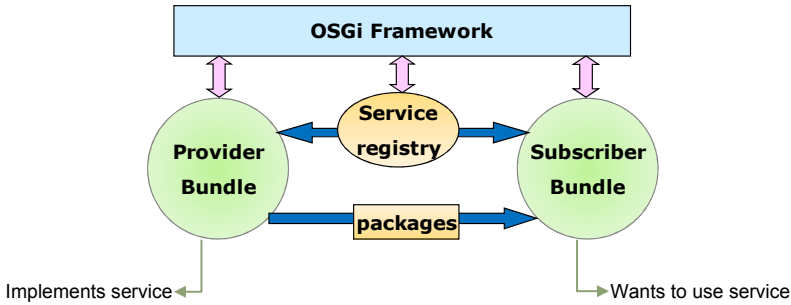 OSGi Framework
Service
registry
Provider
Bundle
Subscriber
Bundle
packages
Implements service
Wants to use service